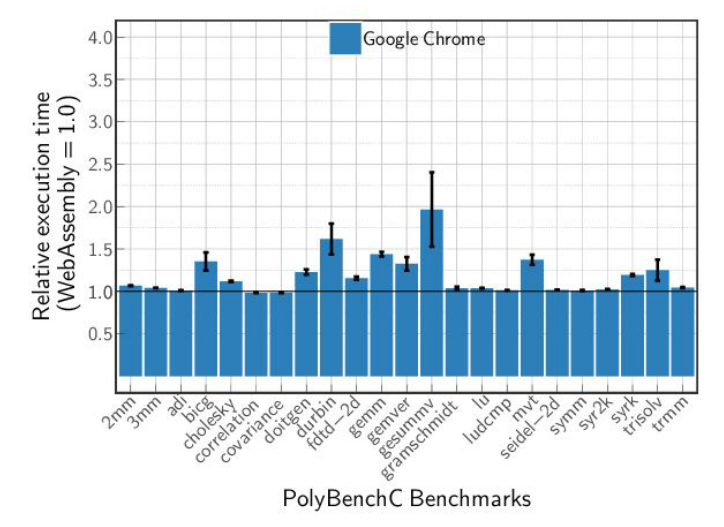 Google Chrome
Relative execution time
(WebAssembly = 1.0)
4.0
3.5
3.0
2.5
2.0
1.5
1.0
0.5
2mm
3mm
adi
bicg
cholesky
correlation
covariance
doitgen
durbin
fdtd−2d
gemm
gemver
gesummv
gramschmidt
lu
ludcmp
mvt
seidel−2d
symm
syr2k
syrk
trisolv
trmm
PolyBenchC Benchmarks